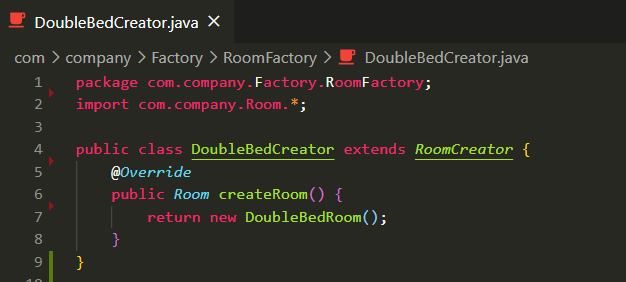 DoubleBedCreator.java ×
com > company > Factory > RoomFactory > DoubleBedCreator.java
1 package com.company.Factory.RoomFactory;
2 import com.company.Room.*;
3
4 public class DoubleBedCreator extends RoomCreator {
5     @Override
6     public Room createRoom() {
7         return new DoubleBedRoom();
8     }
9 }
10